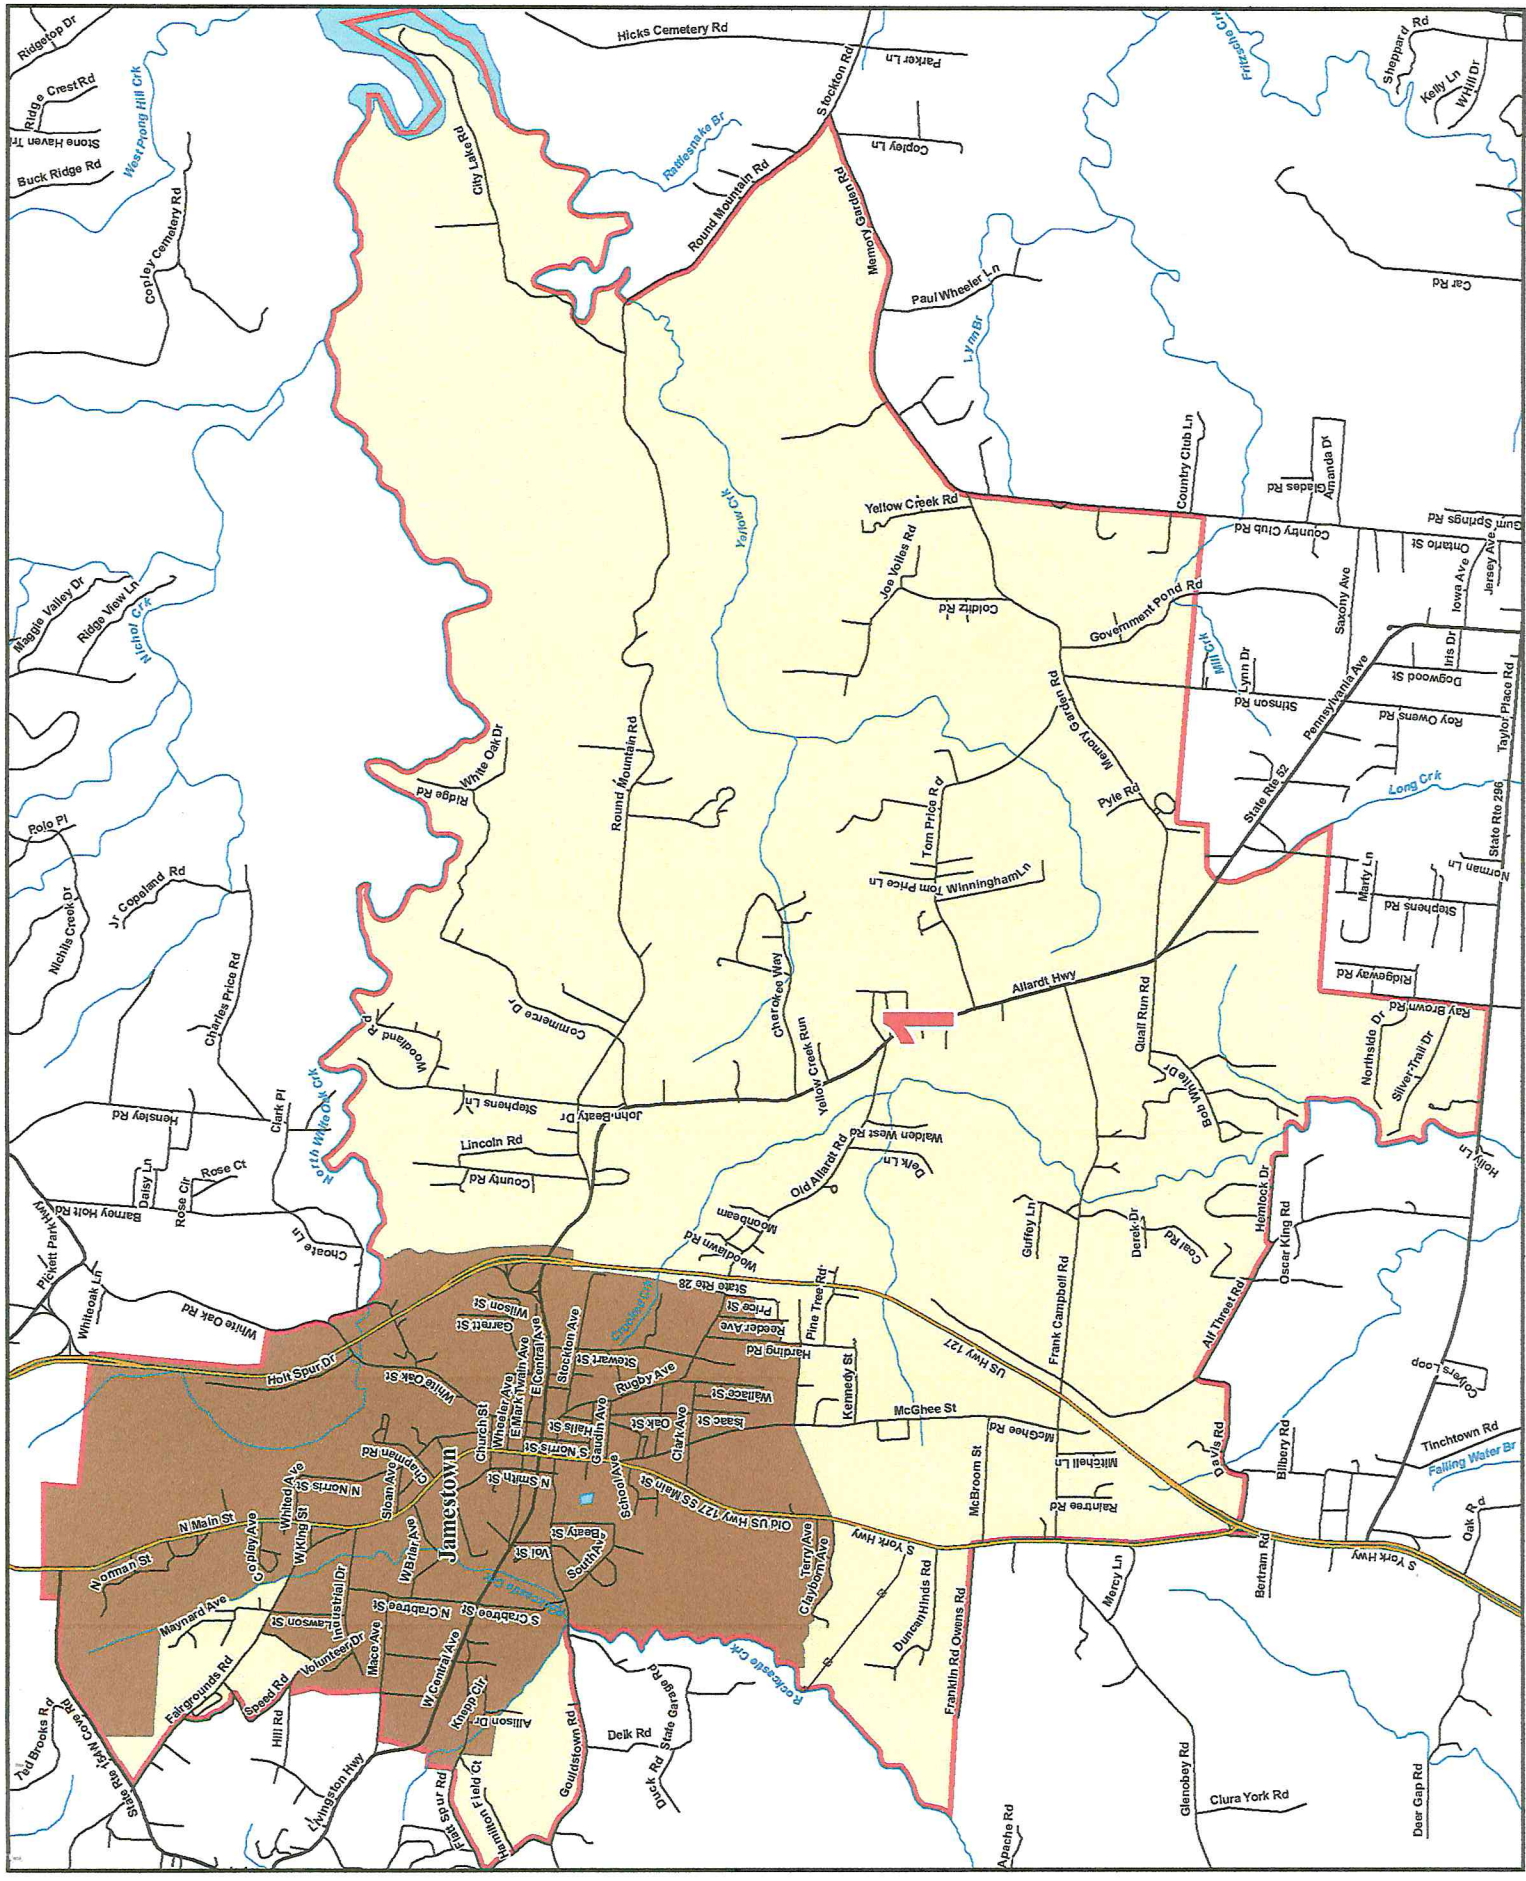 Ridgetop Dr
Ridge Crest Rd
Stone Haven Trl
Buck Ridge Rd
West Prong Hill Crk
Copley Cemetery Rd
Hicks Cemetery Rd
Parker Ln
Stockton Rd
Fritzsche Crk
Sheppard Rd
Kelly Ln
W Hill Dr
City Lake Rd
Rattlesnake Br
Round Mountain Rd
Copley Ln
Memory Garden Rd
Paul Wheeler Ln
Lynn Br
Car Rd
Maggie Valley Dr
Ridge View Ln
Nichol Crk
Yellow Crk
Yellow Creek Rd
Joe Voiles Rd
Colditz Rd
Country Club Ln
Glades Rd
Amanda Dr
Country Club Rd
Gum Springs Rd
Ontario St
Jersey Ave
Iowa Ave
Saxony Ave
Government Pond Rd
Mill Crk
Lynn Dr
Stinson Rd
Iris Dr
Dogwood St
Pennsylvania Ave
Roy Owens Rd
Taylor Place Rd
Memory Garden Rd
White Oak Dr
Ridge Rd
Round Mountain Rd
Tom Price Rd
Pyle Rd
State Rte 52
Long Crk
State Rte 296
Polo Pl
Nichils Creek Dr
Jr Copeland Rd
Charles Price Rd
Tom Price Ln
Winningham Ln
Marty Ln
Norman Ln
Stephens Rd
Ridgeway Rd
Ray Brown Rd
Cherokee Way
Commerce Dr
Allardt Hwy
Quail Run Rd
Northside Dr
Silver Trail Dr
1
Woodland Rd
Yellow Creek Run
Stephens Ln
John Beaty Dr
Bob White Dr
Hensley Rd
Clark Pl
North White Oak Crk
Lincoln Rd
County Rd
Walden West Rd
Delk Ln
Old Allardt Rd
Holly Ln
Daisy Ln
Rose Ct
Rose Cir
Barney Holt Rd
Pickett Park Hwy
Choate Ln
Moonbeam
Woodlawn Rd
Guffey Ln
Derek Dr
Coal Rd
Hemlock Dr
Oscar King Rd
Whiteoak Ln
White Oak Rd
State Rte 28
Crooked Crk
Price St
Reeder Ave
Harding Rd
Pine Tree Rd
Wilson St
Garrett St
Stockton Ave
Stewart St
Rugby Ave
E Central Ave
E Mark Twain Ave
Wheeler Ave
US Hwy 127
Frank Campbell Rd
Alf Threet Rd
Holt Spur Dr
White Oak St
Church St
Wallace St
Isaac St
Oak St
Halls St
Gaudin Ave
Clark Ave
Kennedy St
McGhee St
McGhee Rd
Mitchell Ln
Colyers Loop
Davis Rd
Bilbery Rd
Tinchtown Rd
Falling Water Br
Chapman Rd
Sloan Ave
S Norris St
N Norris St
Whited Ave
N Smith St
School Ave
Jamestown
N Main St
W King St
Copley Ave
W Briar Ave
Old US Hwy 127 SS Main St
McBroom St
Raintree Rd
Norman St
Industrial Dr
Vol St
Beaty St
South Ave
Terry Ave
Clayborn Ave
S York Hwy
S York Hwy
Bertram Rd
Oak Rd
Maynard Ave
Lawson St
N Crabtree St
S Crabtree St
Rockcastle Crk
Mace Ave
Volunteer Dr
Duncan Hinds Rd
Mercy Ln
Fairgrounds Rd
Speed Rd
W Central Ave
Knepp Cir
Allison Dr
Rockcastle Crk
Franklin Rd Owens Rd
Ted Brooks Rd
State Rte 154 N Cove Rd
Hill Rd
Livingston Hwy
Flatt Spur Rd
Hamilton Field Ct
Gouldstown Rd
Delk Rd
State Garage Rd
Duck Rd
Apache Rd
Glenobey Rd
Clura York Rd
Deer Gap Rd